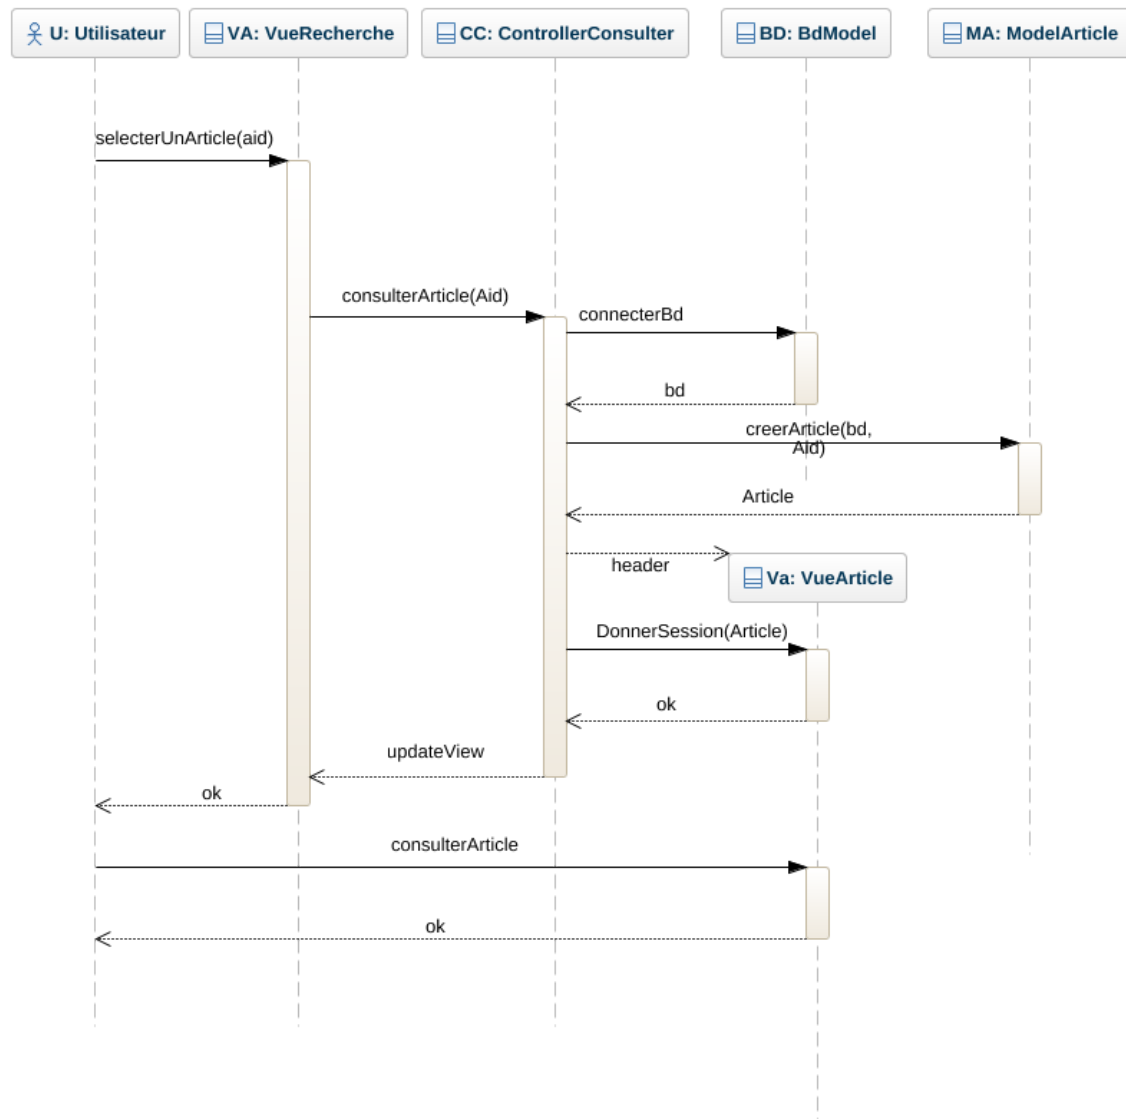 U: Utilisateur
VA: VueRecherche
CC: ControllerConsulter
BD: BdModel
MA: ModelArticle
selecterUnArticle(aid)
consulterArticle(Aid)
connecterBd
bd
creerArticle(bd,
Aid)
Article
header
Va: VueArticle
DonnerSession(Article)
ok
updateView
ok
consulterArticle
ok